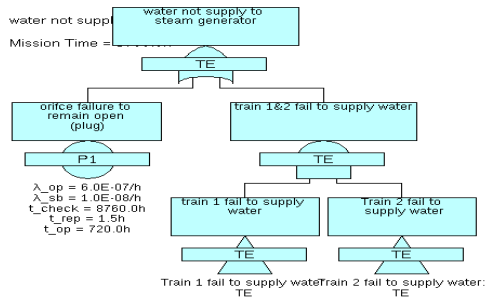 water not suppl
Mission Time =
water not supply to
steam generator
TE
orifce failure to
remain open
(plug)
train 1&2 fail to supply water
P1
TE
λ_op = 6.0E-07/h
λ_sb = 1.0E-08/h
t_check = 8760.0h
t_rep = 1.5h
t_op = 720.0h
train 1 fail to supply
water
Train 2 fail to
supply water
TE
TE
Train 1 fail to supply wate
Train 2 fail to supply water:
TE
TE